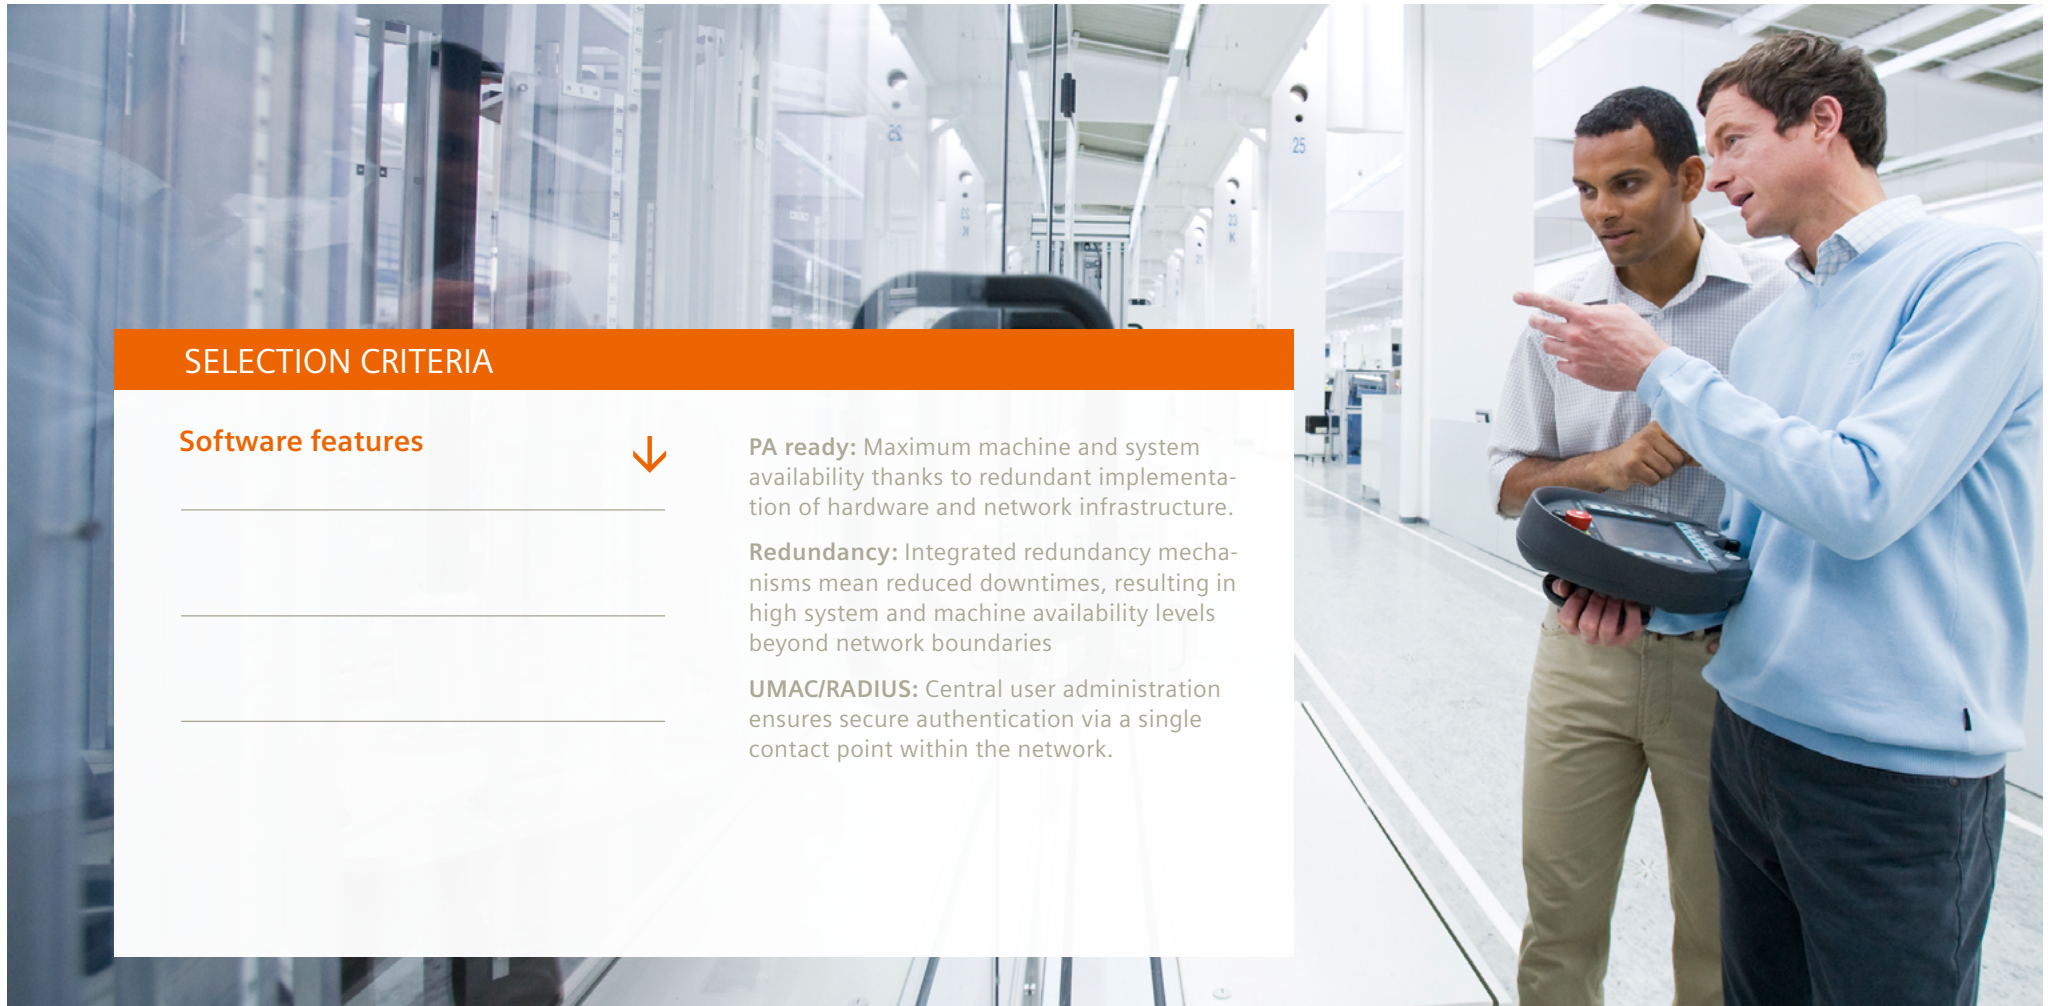 SELECTION CRITERIA
Software features
PA ready: Maximum machine and system
availability thanks to redundant implementa-
tion of hardware and network infrastructure.
Redundancy: Integrated redundancy mecha-
nisms mean reduced downtimes, resulting in
high system and machine availability levels
beyond network boundaries
UMAC/RADIUS: Central user administration
ensures secure authentication via a single
contact point within the network.
25
23
K